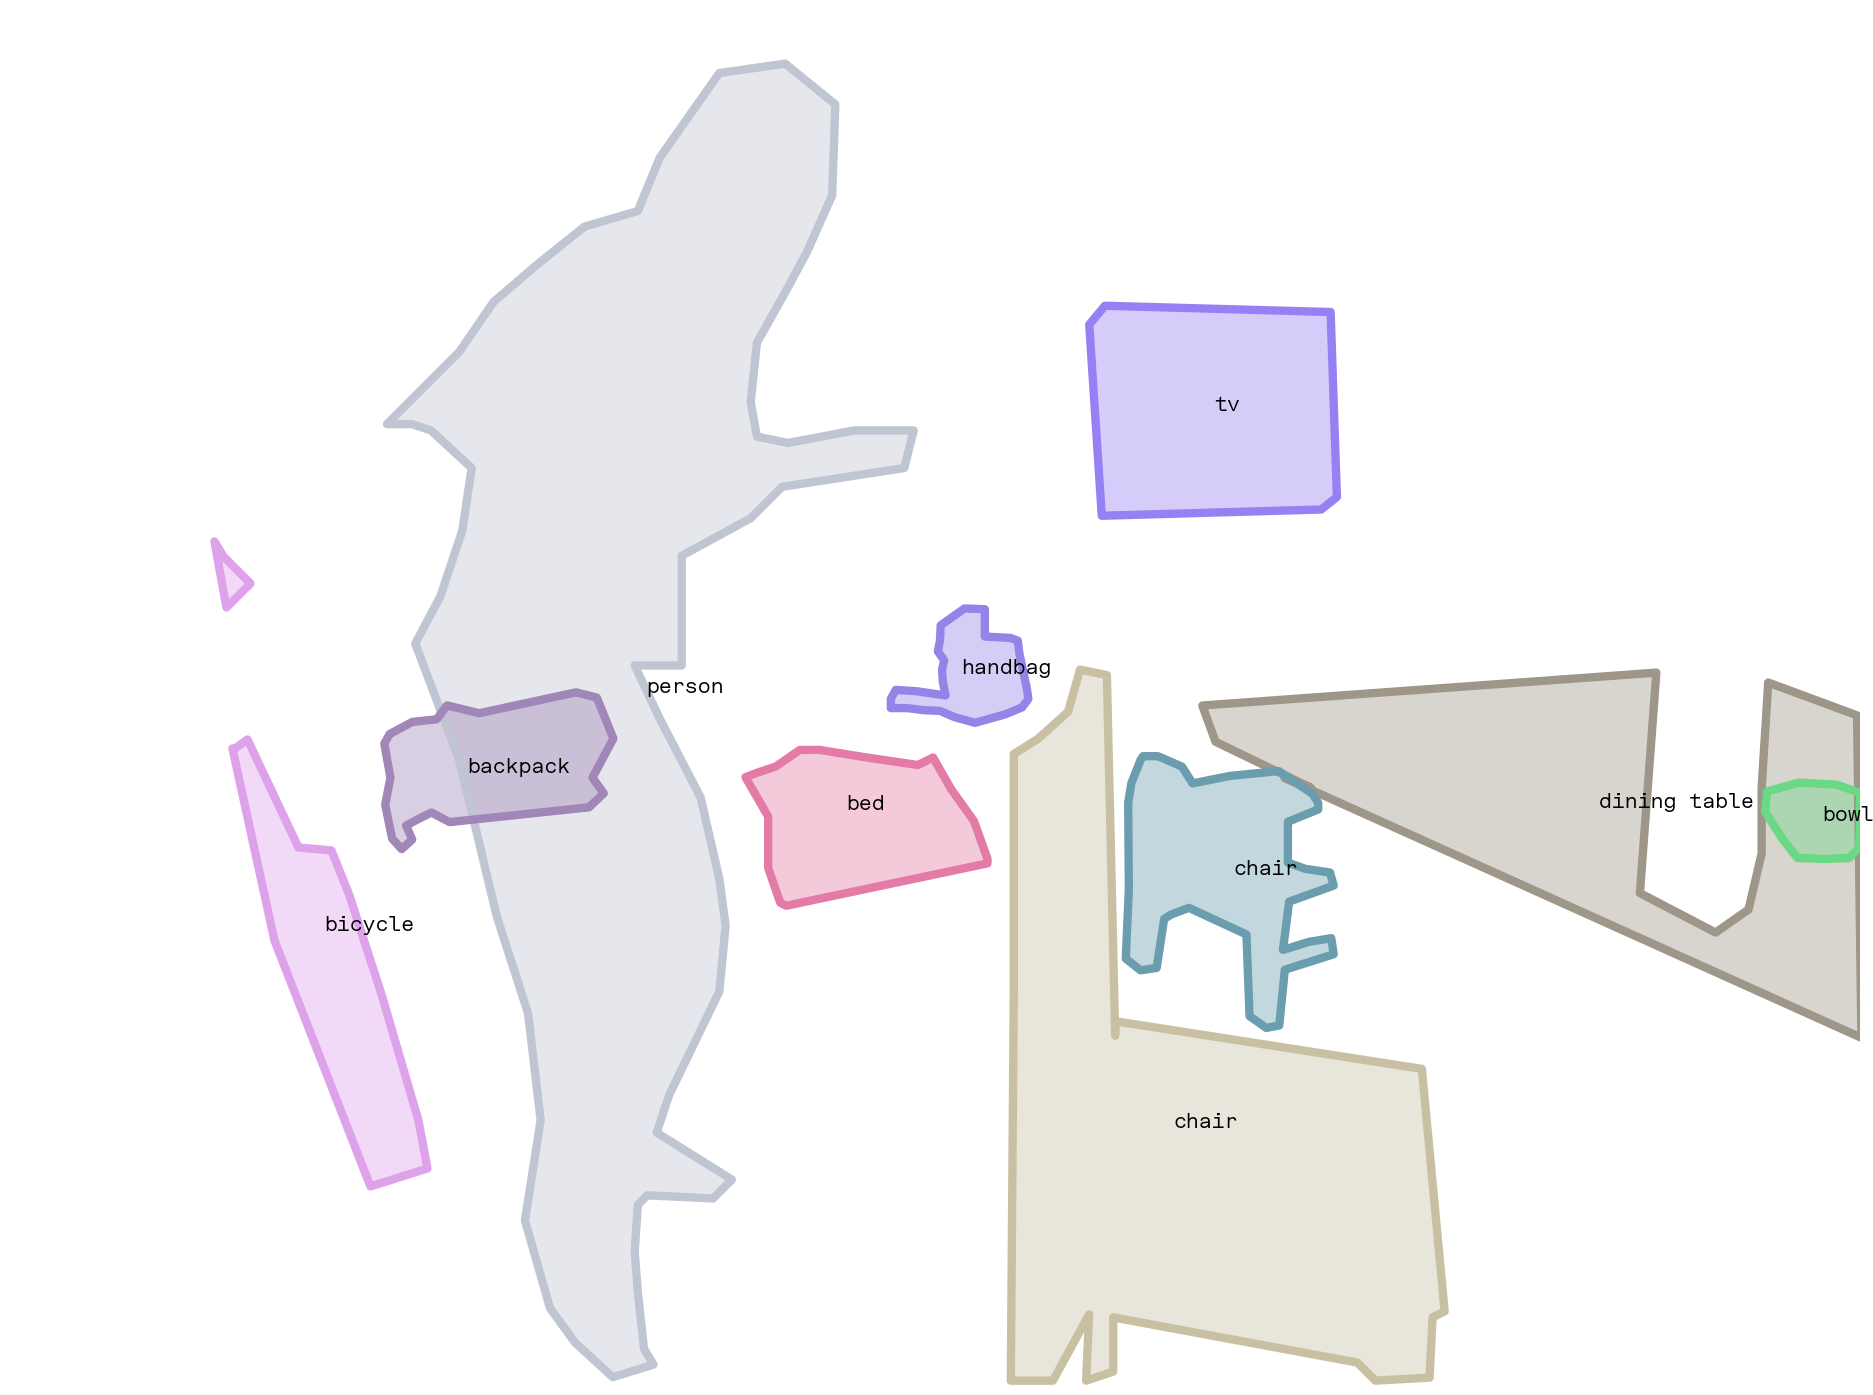 tv
handbag
person
backpack
bed
dining table
bowl
chair
bicycle
chair